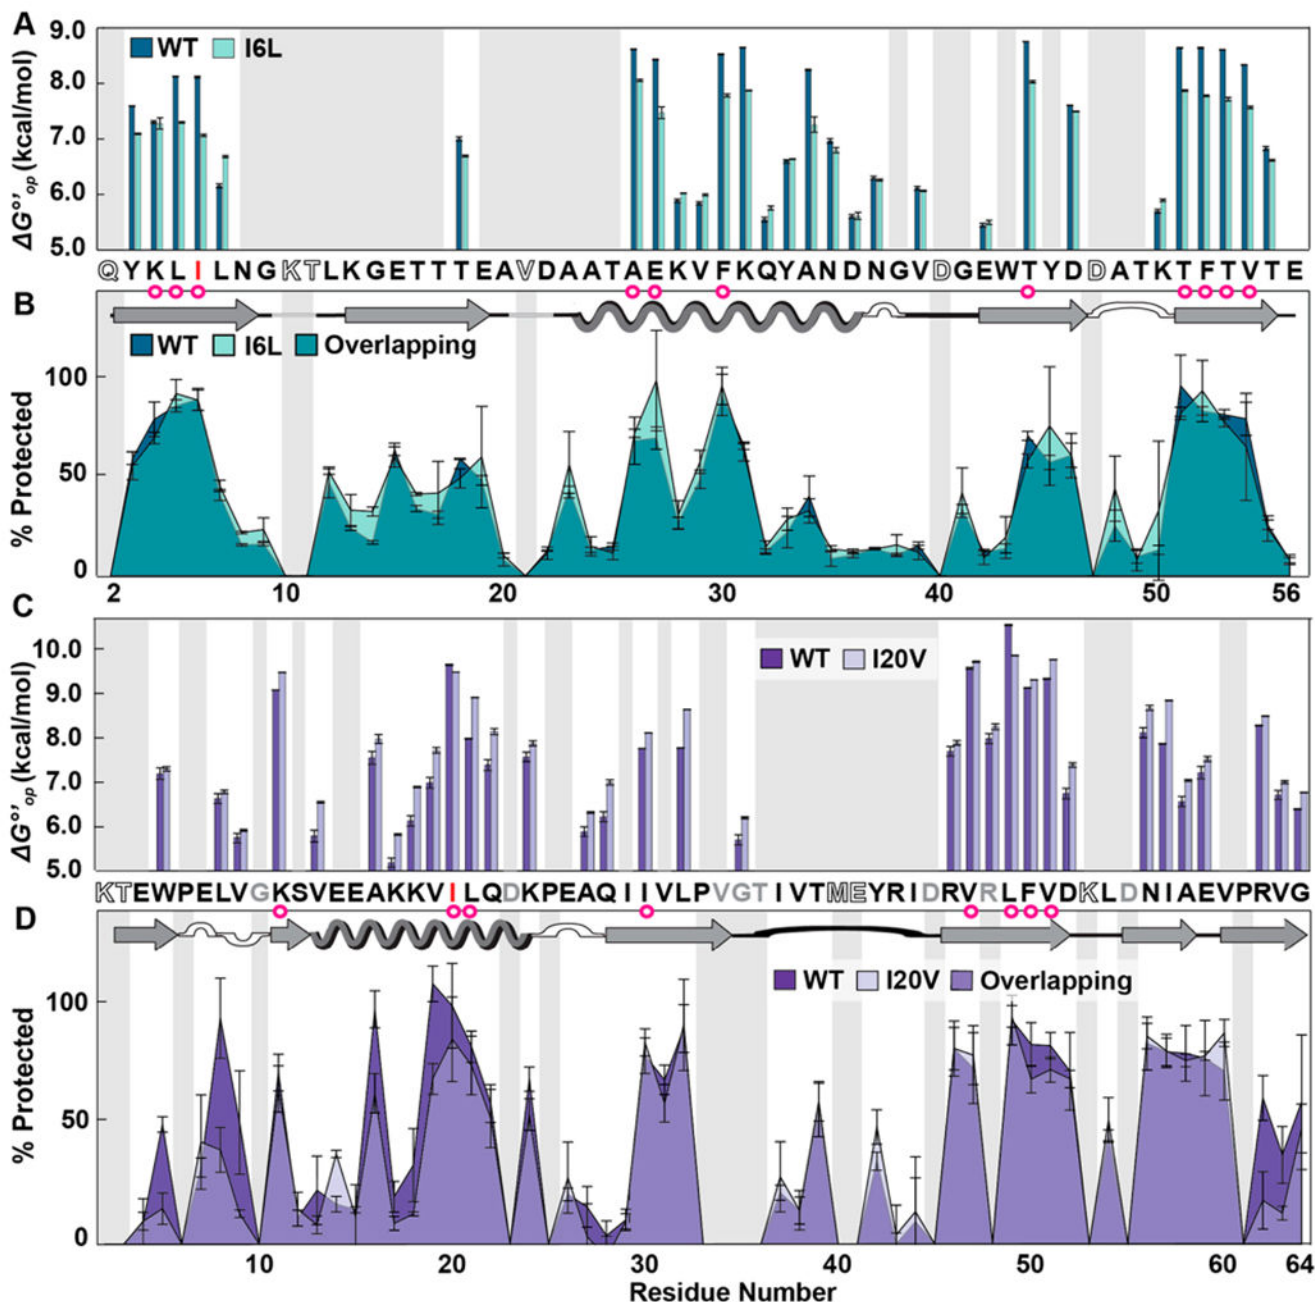 A
9.0
8.0
7.0
6.0
5.0
ΔG°'op (kcal/mol)
WT I6L
QYKLILNGKTLKGETTTEAVDAATAEKVFKQYANDNGVDGEWTYDDATKTFTVTE
B
WT I6L Overlapping
100
50
0
% Protected
2 10 20 30 40 50 56
C
10.0
9.0
8.0
7.0
6.0
5.0
ΔG°'op (kcal/mol)
WT I20V
KTEWPELVGKSVEEAKKVILQDKPEAQIIVLPVGTIVTMEYRIDRVRLFVDKLDNIAEVPRVG
D
WT I20V Overlapping
100
50
0
% Protected
10 20 30 40 50 60 64
Residue Number